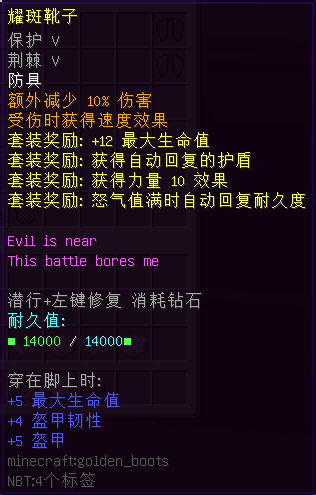 耀斑靴子
保护 V
荆棘 V
防具
额外减少 10% 伤害
受伤时获得速度效果
套装奖励: +12 最大生命值
套装奖励: 获得自动回复的护盾
套装奖励: 获得力量 10 效果
套装奖励: 怒气值满时自动回复耐久度
Evil is near
This battle bores me
潜行+左键修复 消耗钻石
耐久值:
■ 14000 / 14000■
穿在脚上时:
+5 最大生命值
+4 盔甲韧性
+5 盔甲
minecraft:golden_boots
NBT:4个标签